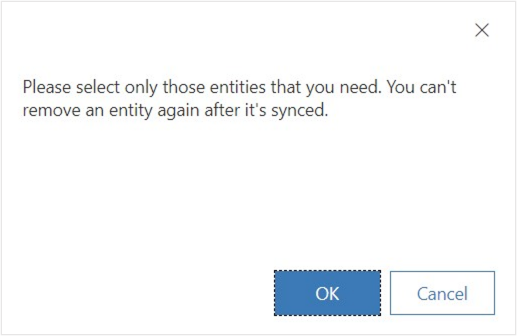 Please select only those entities that you need. You can't
remove an entity again after it's synced.
OK
Cancel